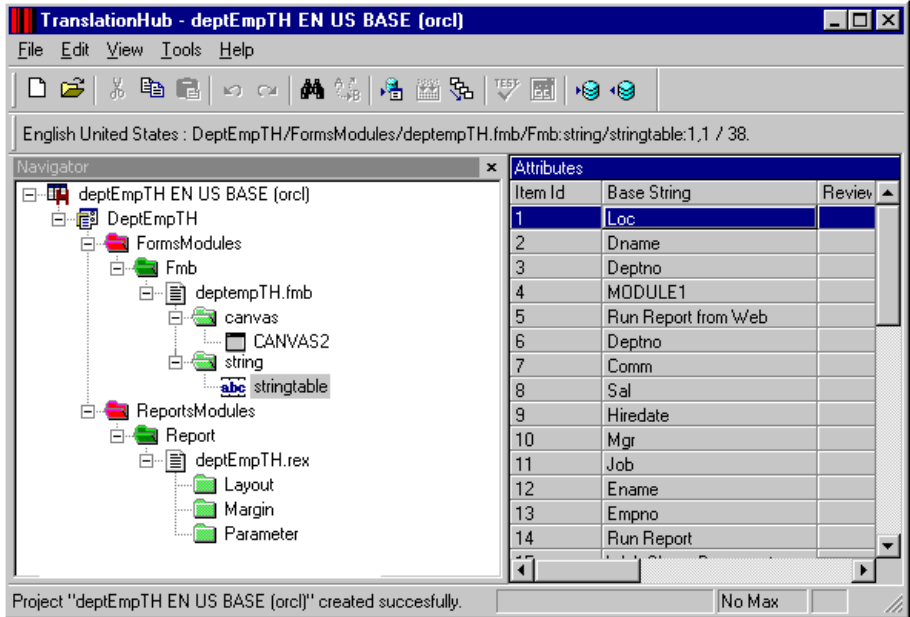 TranslationHub - deptEmpTH EN US BASE (orcl)
File Edit View Tools Help
TEST
English United States : DeptEmpTH/FormsModules/deptempTH.fmb/Fmb:string/stringtable:1,1 / 38.
Navigator
deptEmpTH EN US BASE (orcl)
DeptEmpTH
FormsModules
Fmb
deptempTH.fmb
canvas
CANVAS2
string
abc stringtable
ReportsModules
Report
deptEmpTH.rex
Layout
Margin
Parameter
Attributes
Item Id Base String Review
1 Loc
2 Dname
3 Deptno
4 MODULE1
5 Run Report from Web
6 Deptno
7 Comm
8 Sal
9 Hiredate
10 Mgr
11 Job
12 Ename
13 Empno
14 Run Report
Project "deptEmpTH EN US BASE (orcl)" created succesfully.
No Max